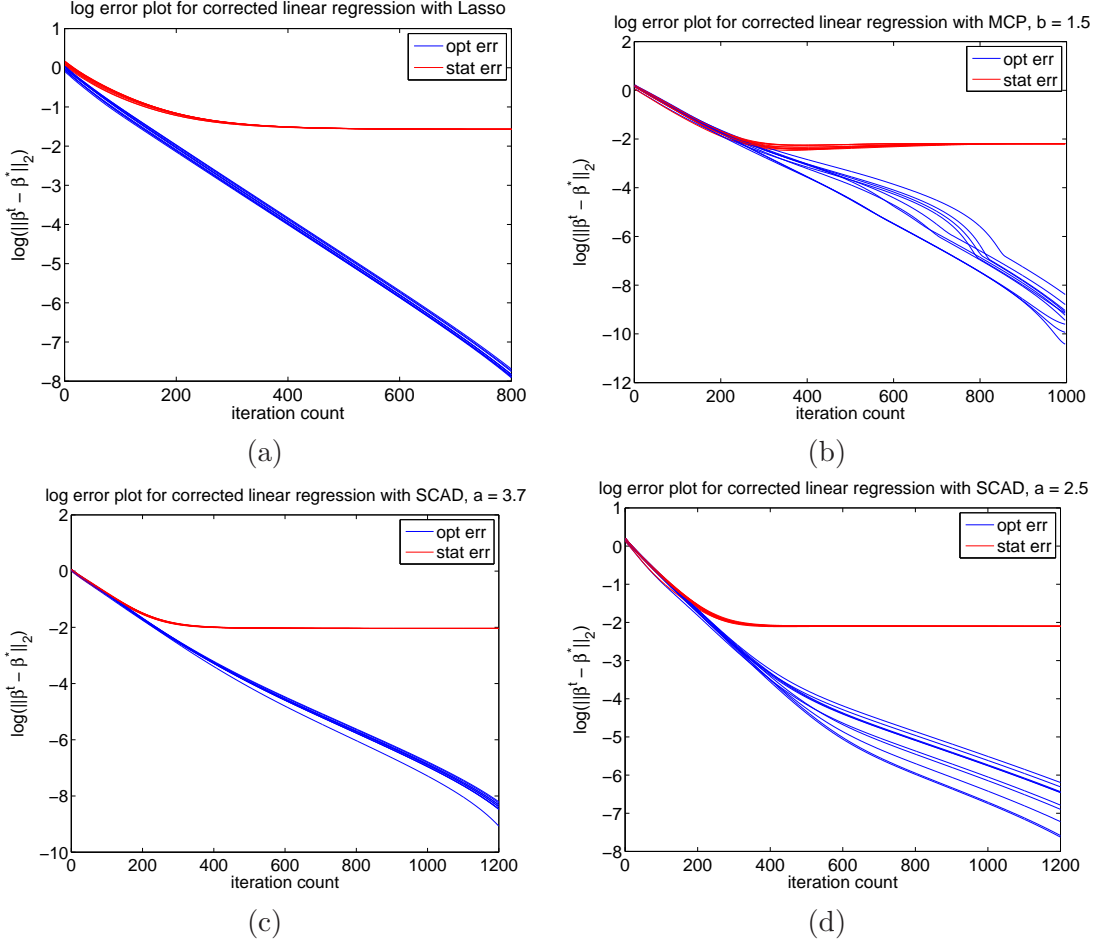 log error plot for corrected linear regression with Lasso
1
0
−1
−2
−3
−4
−5
−6
−7
−8
0
200
400
600
800
log(||β^t − β^*||_2)
iteration count
opt err
stat err
(a)
log error plot for corrected linear regression with MCP, b = 1.5
2
0
−2
−4
−6
−8
−10
−12
0
200
400
600
800
1000
log(||β^t − β^*||_2)
iteration count
opt err
stat err
(b)
log error plot for corrected linear regression with SCAD, a = 3.7
2
0
−2
−4
−6
−8
−10
0
200
400
600
800
1000
1200
log(||β^t − β^*||_2)
iteration count
opt err
stat err
(c)
log error plot for corrected linear regression with SCAD, a = 2.5
1
0
−1
−2
−3
−4
−5
−6
−7
−8
0
200
400
600
800
1000
1200
log(||β^t − β^*||_2)
iteration count
opt err
stat err
(d)